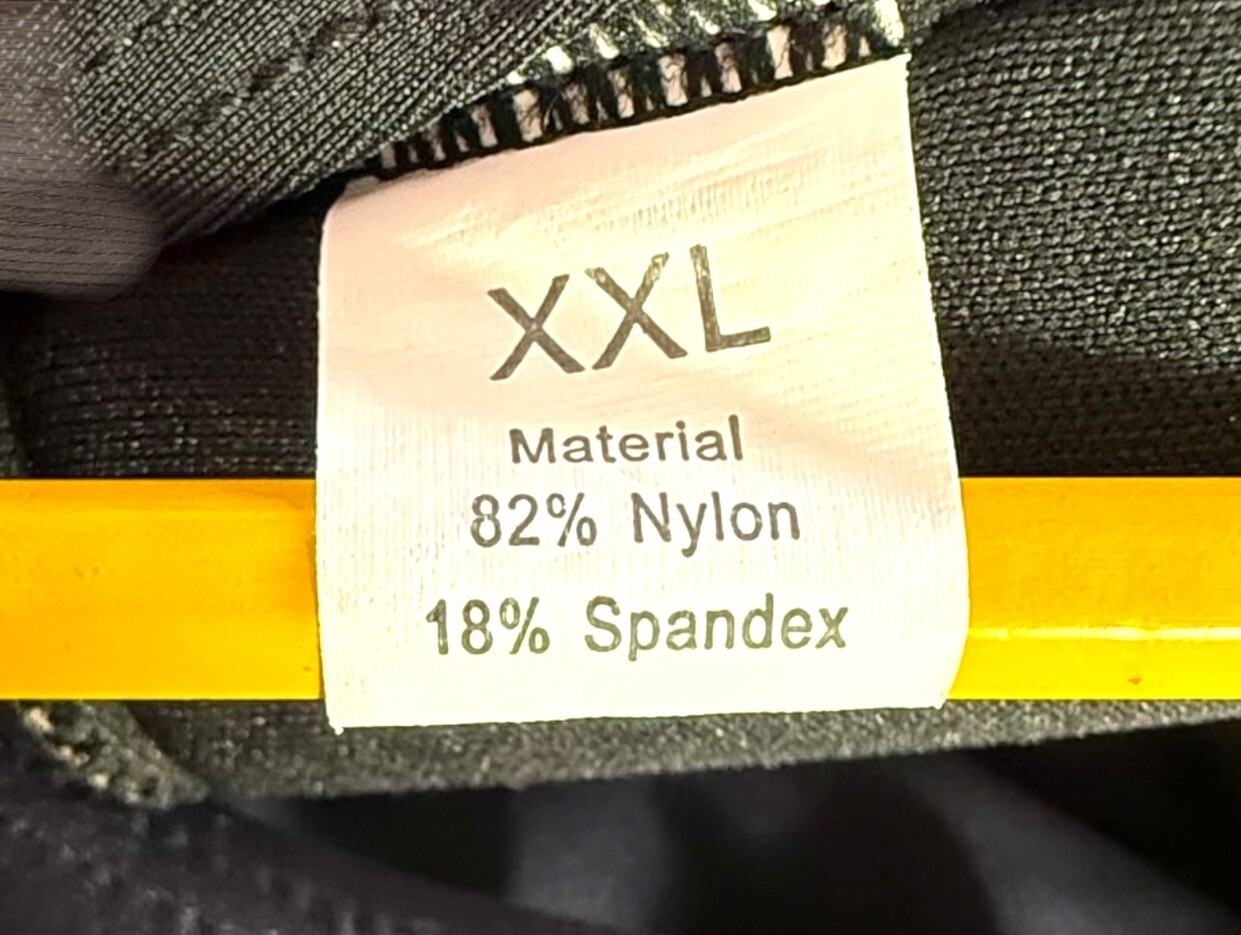 XXL
Material
82% Nylon
18% Spandex